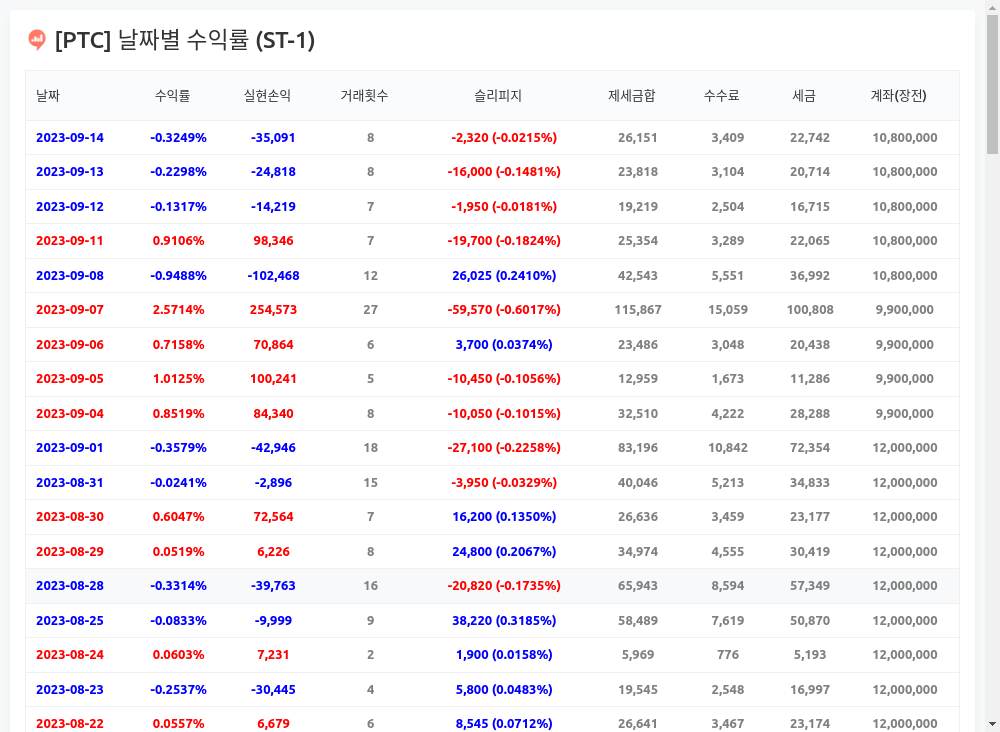 [PTC] 날짜별 수익률 (ST-1)
날짜 수익률 실현손익 거래횟수 슬리피지 제세금합 수수료 세금 계좌(장전)
2023-09-14 -0.3249% -35,091 8 -2,320 (-0.0215%) 26,151 3,409 22,742 10,800,000
2023-09-13 -0.2298% -24,818 8 -16,000 (-0.1481%) 23,818 3,104 20,714 10,800,000
2023-09-12 -0.1317% -14,219 7 -1,950 (-0.0181%) 19,219 2,504 16,715 10,800,000
2023-09-11 0.9106% 98,346 7 -19,700 (-0.1824%) 25,354 3,289 22,065 10,800,000
2023-09-08 -0.9488% -102,468 12 26,025 (0.2410%) 42,543 5,551 36,992 10,800,000
2023-09-07 2.5714% 254,573 27 -59,570 (-0.6017%) 115,867 15,059 100,808 9,900,000
2023-09-06 0.7158% 70,864 6 3,700 (0.0374%) 23,486 3,048 20,438 9,900,000
2023-09-05 1.0125% 100,241 5 -10,450 (-0.1056%) 12,959 1,673 11,286 9,900,000
2023-09-04 0.8519% 84,340 8 -10,050 (-0.1015%) 32,510 4,222 28,288 9,900,000
2023-09-01 -0.3579% -42,946 18 -27,100 (-0.2258%) 83,196 10,842 72,354 12,000,000
2023-08-31 -0.0241% -2,896 15 -3,950 (-0.0329%) 40,046 5,213 34,833 12,000,000
2023-08-30 0.6047% 72,564 7 16,200 (0.1350%) 26,636 3,459 23,177 12,000,000
2023-08-29 0.0519% 6,226 8 24,800 (0.2067%) 34,974 4,555 30,419 12,000,000
2023-08-28 -0.3314% -39,763 16 -20,820 (-0.1735%) 65,943 8,594 57,349 12,000,000
2023-08-25 -0.0833% -9,999 9 38,220 (0.3185%) 58,489 7,619 50,870 12,000,000
2023-08-24 0.0603% 7,231 2 1,900 (0.0158%) 5,969 776 5,193 12,000,000
2023-08-23 -0.2537% -30,445 4 5,800 (0.0483%) 19,545 2,548 16,997 12,000,000
2023-08-22 0.0557% 6,679 6 8,545 (0.0712%) 26,641 3,467 23,174 12,000,000